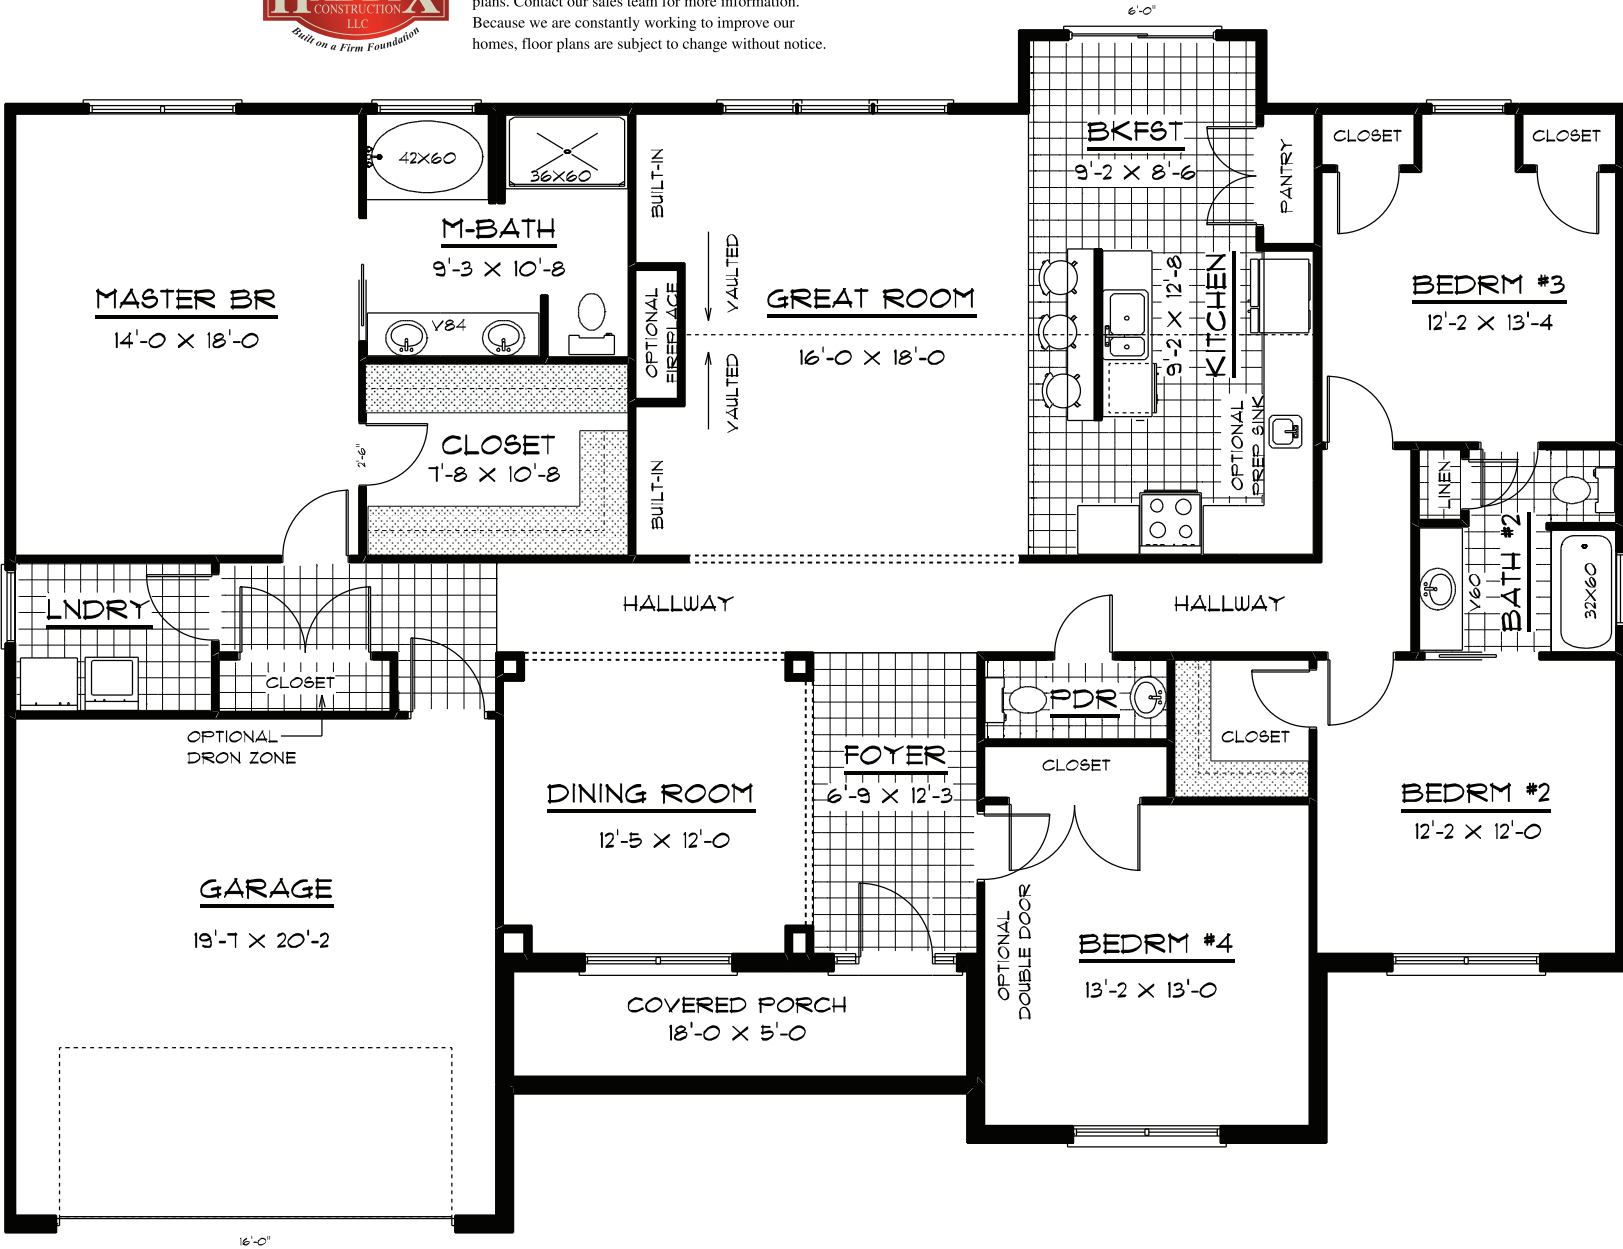 CONSTRUCTION
LLC
Built on a Firm Foundation
plans. Contact our sales team for more information.
Because we are constantly working to improve our
homes, floor plans are subject to change without notice.
6'-0"
BKFST
9'-2 X 8'-6
PANTRY
CLOSET
CLOSET
42X60
36X60
BUILT-IN
M-BATH
9'-3 X 10'-8
MASTER BR
14'-0 X 18'-0
V84
OPTIONAL
FIREPLACE
VAULTED
VAULTED
GREAT ROOM
16'-0 X 18'-0
9'-2 X 12'-8
KITCHEN
BEDRM #3
12'-2 X 13'-4
CLOSET
7'-8 X 10'-8
2'-6"
BUILT-IN
OPTIONAL
PREP SINK
LINEN
BATH #2
V60
32X60
LNDRY
HALLWAY
HALLWAY
CLOSET
OPTIONAL
DRON ZONE
PDR
CLOSET
CLOSET
FOYER
6'-9 X 12'-3
DINING ROOM
12'-5 X 12'-0
BEDRM #2
12'-2 X 12'-0
GARAGE
19'-7 X 20'-2
OPTIONAL
DOUBLE DOOR
BEDRM #4
13'-2 X 13'-0
COVERED PORCH
18'-0 X 5'-0
16'-0"